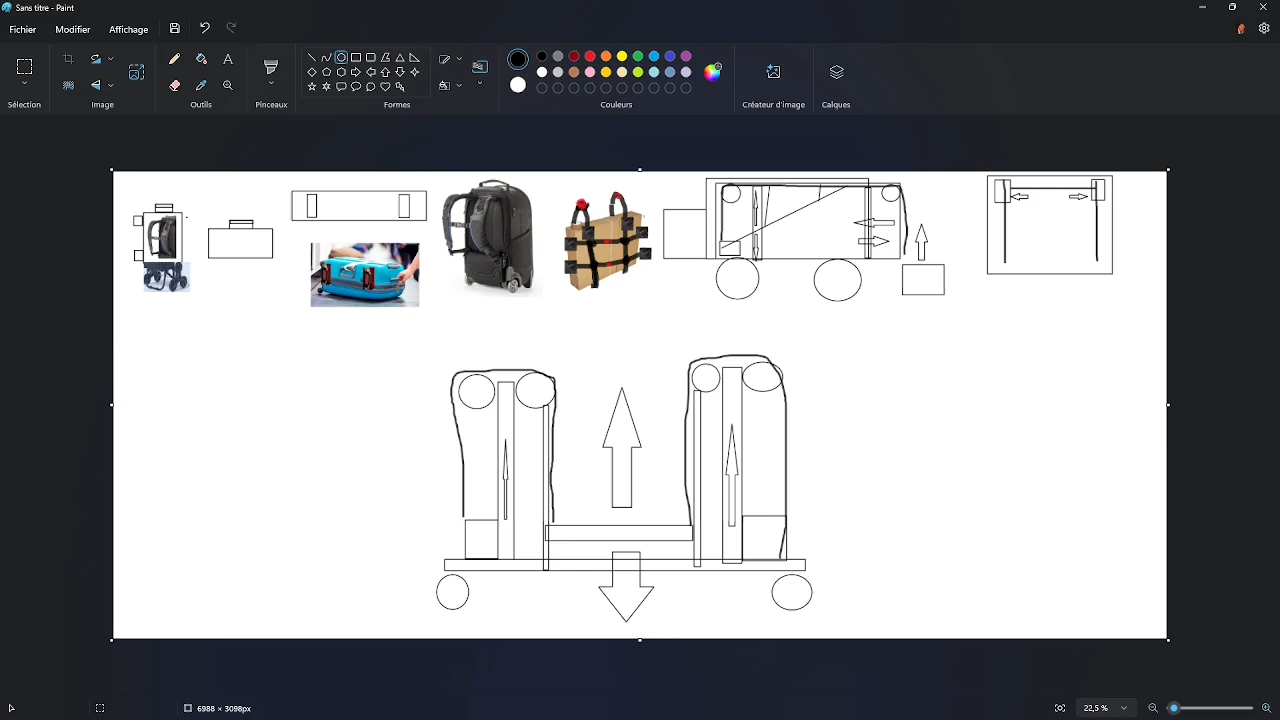 Sans titre - Paint
Fichier
Modifier
Affichage
Sélection
Image
Outils
Pinceaux
Formes
Couleurs
Créateur d'image
Calques
6988 × 3098px
22,5 %